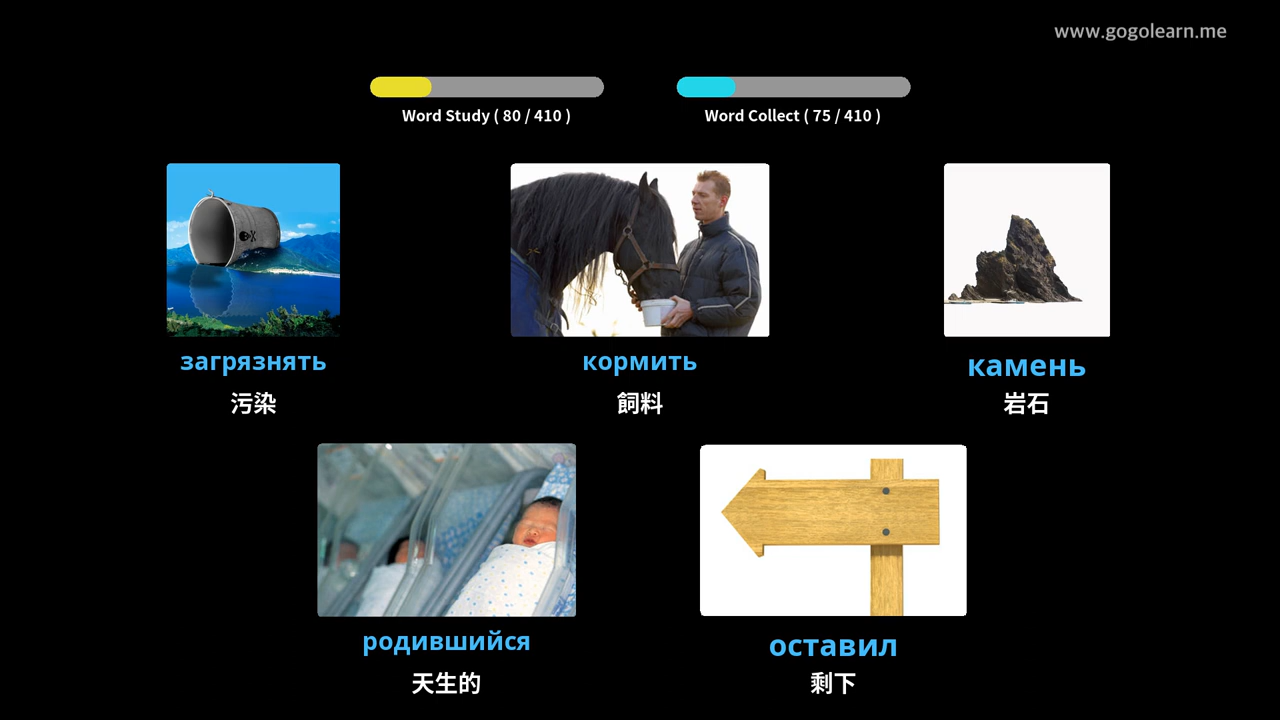 www.gogolearn.me
Word Study ( 80 / 410 )
Word Collect ( 75 / 410 )
загрязнять
污染
кормить
飼料
камень
岩石
родившийся
天生的
оставил
剩下